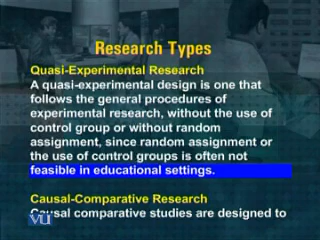 Research Types
Quasi-Experimental Research
A quasi-experimental design is one that
follows the general procedures of
experimental research, without the use of
control group or without random
assignment, since random assignment or
the use of control groups is often not
feasible in educational settings.
Causal-Comparative Research
Causal comparative studies are designed to
VU